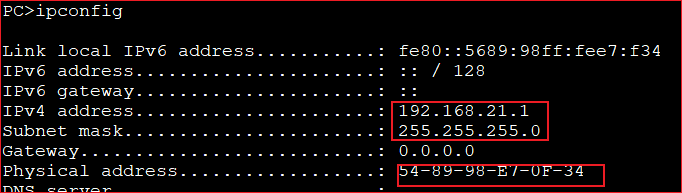 PC>ipconfig
Link local IPv6 address...........: fe80::5689:98ff:fee7:f34
IPv6 address......................: :: / 128
IPv6 gateway......................: ::
IPv4 address......................: 192.168.21.1
Subnet mask.......................: 255.255.255.0
Gateway...........................: 0.0.0.0
Physical address..................: 54-89-98-E7-0F-34
DNS server........................: